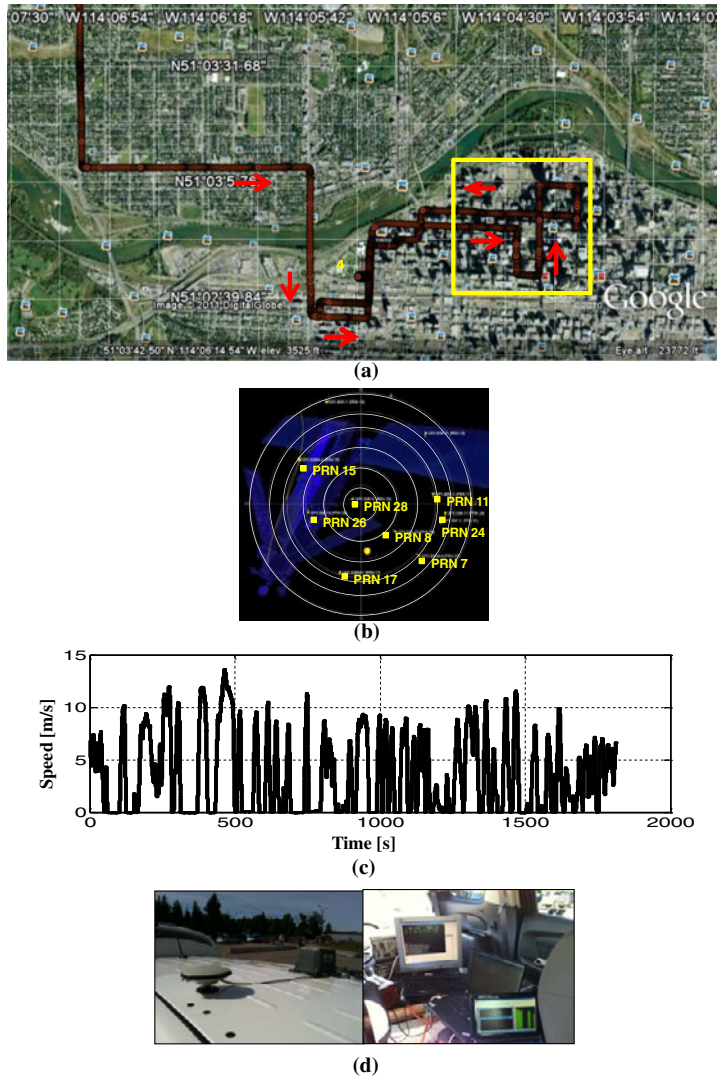 07'30" W114°06'54" W114°06'18" W114°05'42" W114°05'6" W114°04'30" W114°03'54" W114°03
N51°03'31.68"
N51°03'5.76"
4
N51°02'39.84"
Image © 2011 DigitalGlobe
Google
51°03'42.50" N 114°06'14.54" W elev 3525 ft Eye alt 23772 ft
(a)
PRN 15
PRN 28
PRN 11
PRN 26
PRN 24
PRN 8
PRN 7
PRN 17
(b)
15
10
5
0
Speed [m/s]
0 500 1000 1500 2000
Time [s]
(c)
(d)